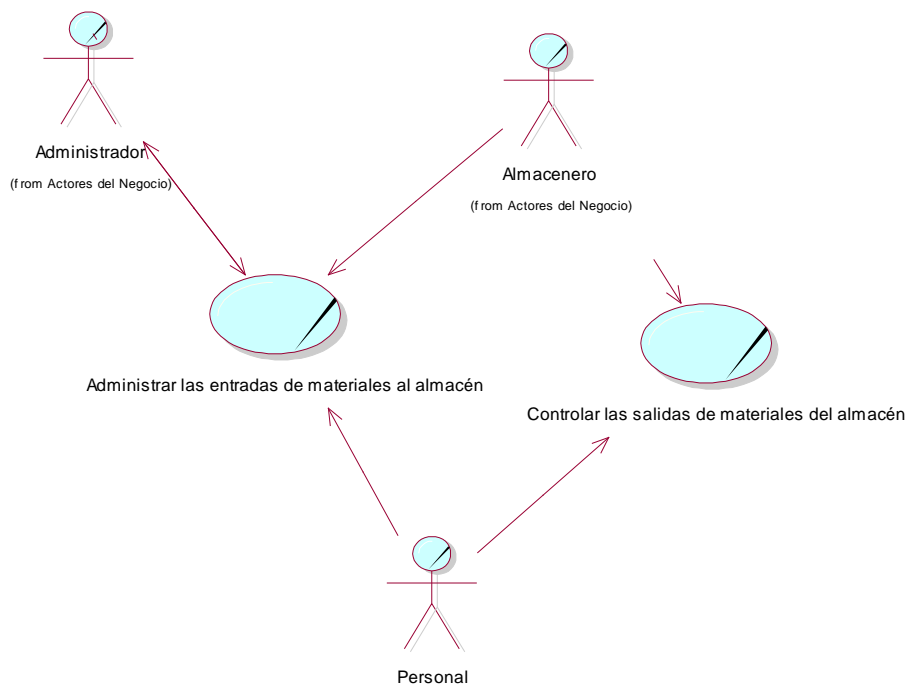 Administrador
(from Actores del Negocio)
Almacenero
(from Actores del Negocio)
Administrar las entradas de materiales al almacén
Controlar las salidas de materiales del almacén
Personal